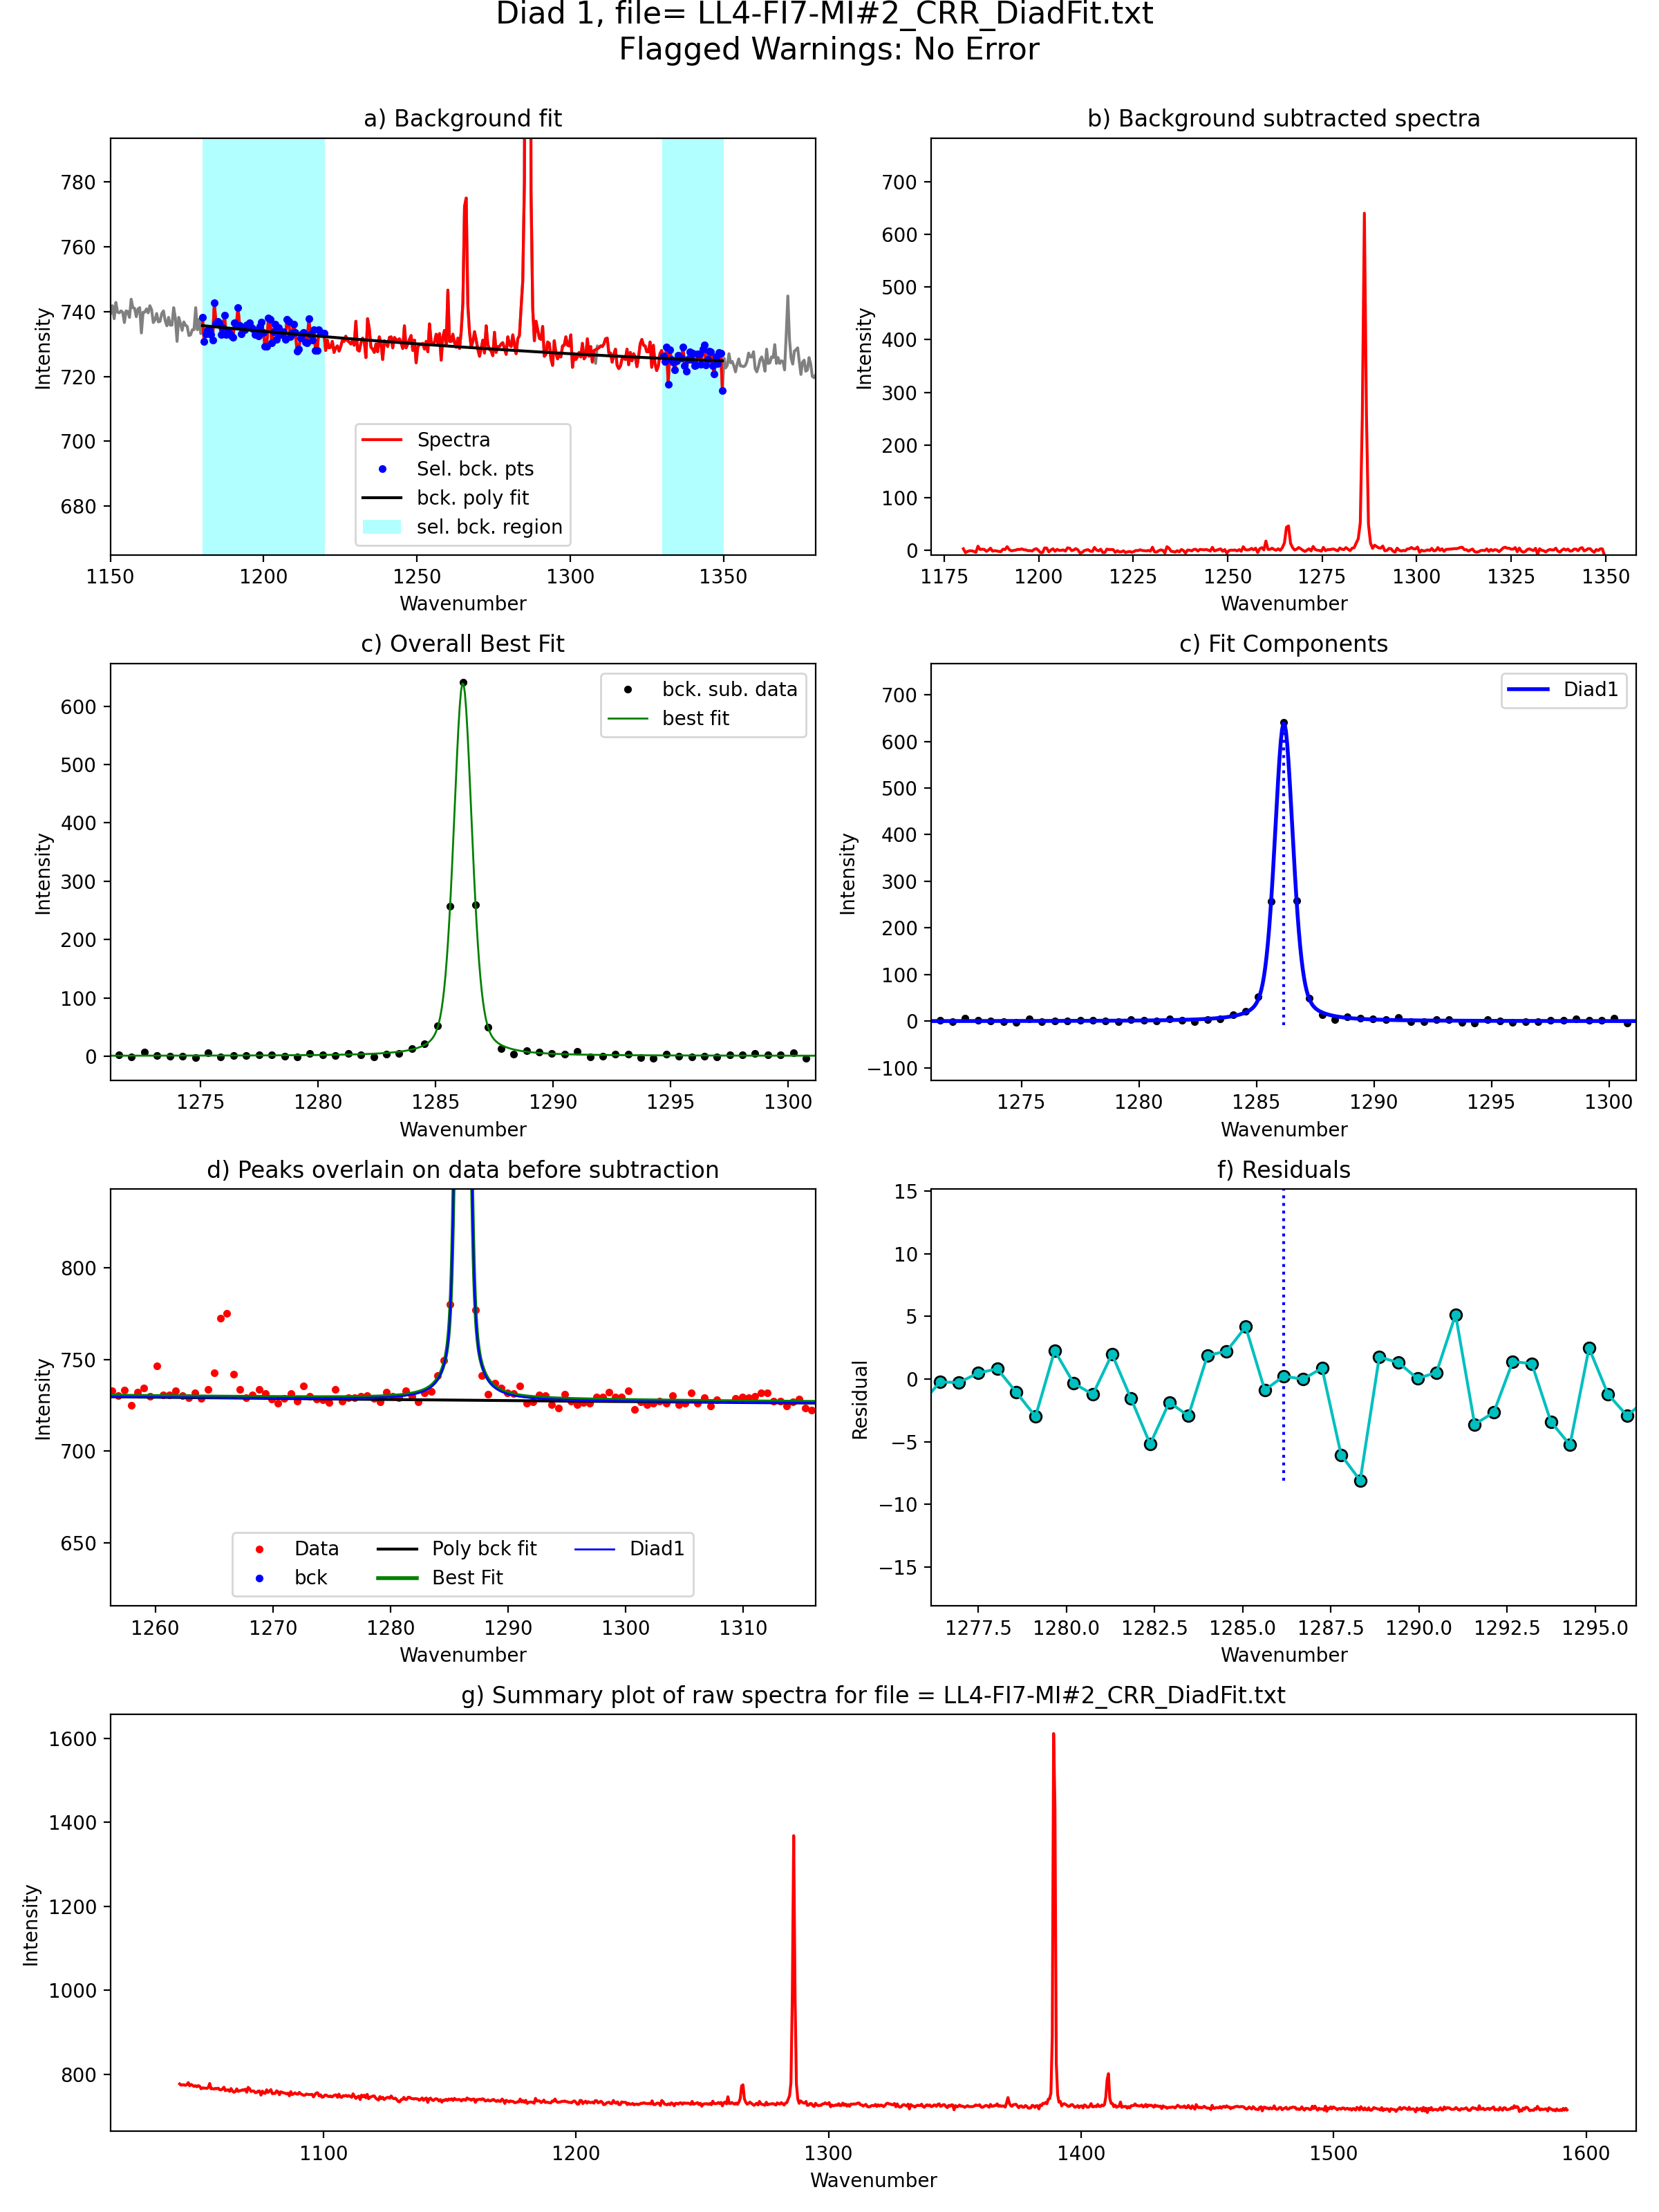 Diad 1, file= LL4-FI7-MI#2_CRR_DiadFit.txt
Flagged Warnings: No Error
a) Background fit
780
760
740
720
700
680
Intensity
Spectra
Sel. bck. pts
bck. poly fit
sel. bck. region
1150 1200 1250 1300 1350
Wavenumber
b) Background subtracted spectra
700
600
500
400
300
200
100
0
Intensity
1175 1200 1225 1250 1275 1300 1325 1350
Wavenumber
c) Overall Best Fit
600
500
400
300
200
100
0
Intensity
bck. sub. data
best fit
1275 1280 1285 1290 1295 1300
Wavenumber
c) Fit Components
700
600
500
400
300
200
100
0
−100
Intensity
Diad1
1275 1280 1285 1290 1295 1300
Wavenumber
d) Peaks overlain on data before subtraction
800
750
700
650
Intensity
Data Poly bck fit Diad1
bck Best Fit
1260 1270 1280 1290 1300 1310
Wavenumber
f) Residuals
15
10
5
0
−5
−10
−15
Residual
1277.5 1280.0 1282.5 1285.0 1287.5 1290.0 1292.5 1295.0
Wavenumber
g) Summary plot of raw spectra for file = LL4-FI7-MI#2_CRR_DiadFit.txt
1600
1400
1200
1000
800
Intensity
1100 1200 1300 1400 1500 1600
Wavenumber